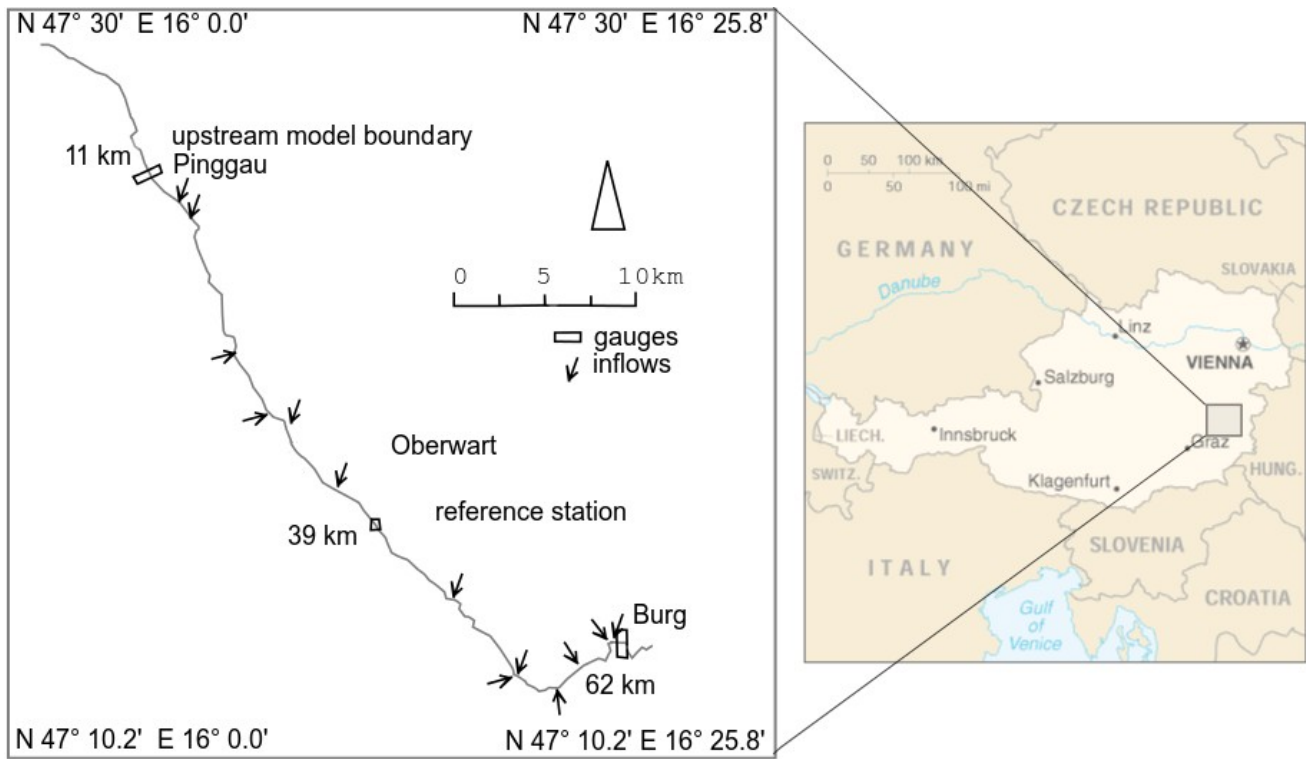 N 47° 30'  E 16° 0.0'
N 47° 30'  E 16° 25.8'
upstream model boundary
11 km
Pinggau
0 5 10km
gauges
inflows
Oberwart
reference station
39 km
Burg
62 km
N 47° 10.2'  E 16° 0.0'
N 47° 10.2' E 16° 25.8'
0 50 100 km
0 50 100 mi
CZECH REPUBLIC
GERMANY
SLOVAKIA
Danube
Linz
VIENNA
Salzburg
LIECH.
Innsbruck
Graz
SWITZ.
HUNG.
Klagenfurt
SLOVENIA
ITALY
CROATIA
Gulf
of
Venice